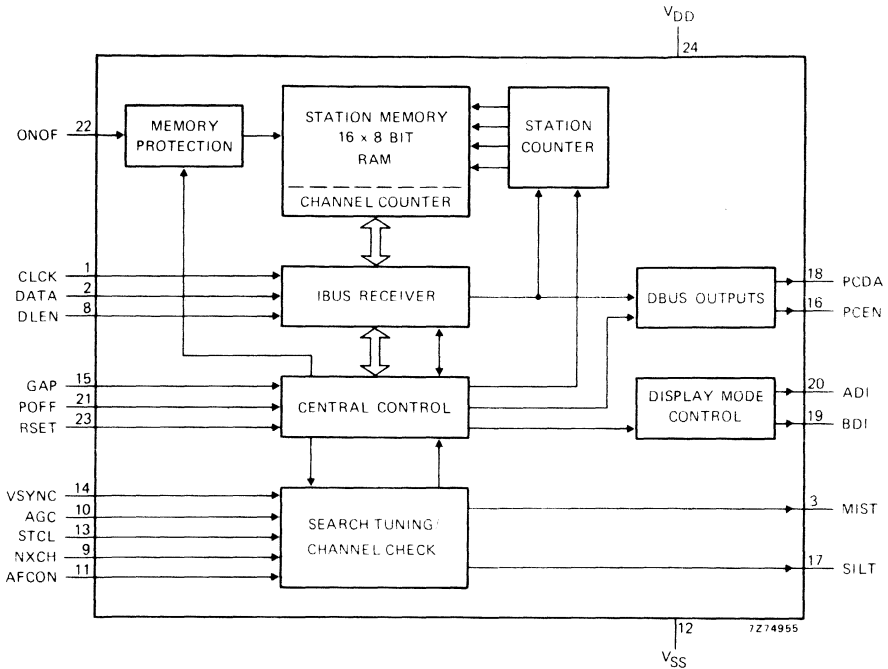 VDD
24
ONOF 22
MEMORY
PROTECTION
STATION MEMORY
16 x 8 BIT
RAM
CHANNEL COUNTER
STATION
COUNTER
CLCK 1
DATA 2
DLEN 8
IBUS RECEIVER
DBUS OUTPUTS
18 PCDA
16 PCEN
GAP 15
POFF 21
RSET 23
CENTRAL CONTROL
DISPLAY MODE
CONTROL
20 ADI
19 BDI
VSYNC 14
AGC 10
STCL 13
NXCH 9
AFCON 11
SEARCH TUNING/
CHANNEL CHECK
3 MIST
17 SILT
12
7Z74955
VSS